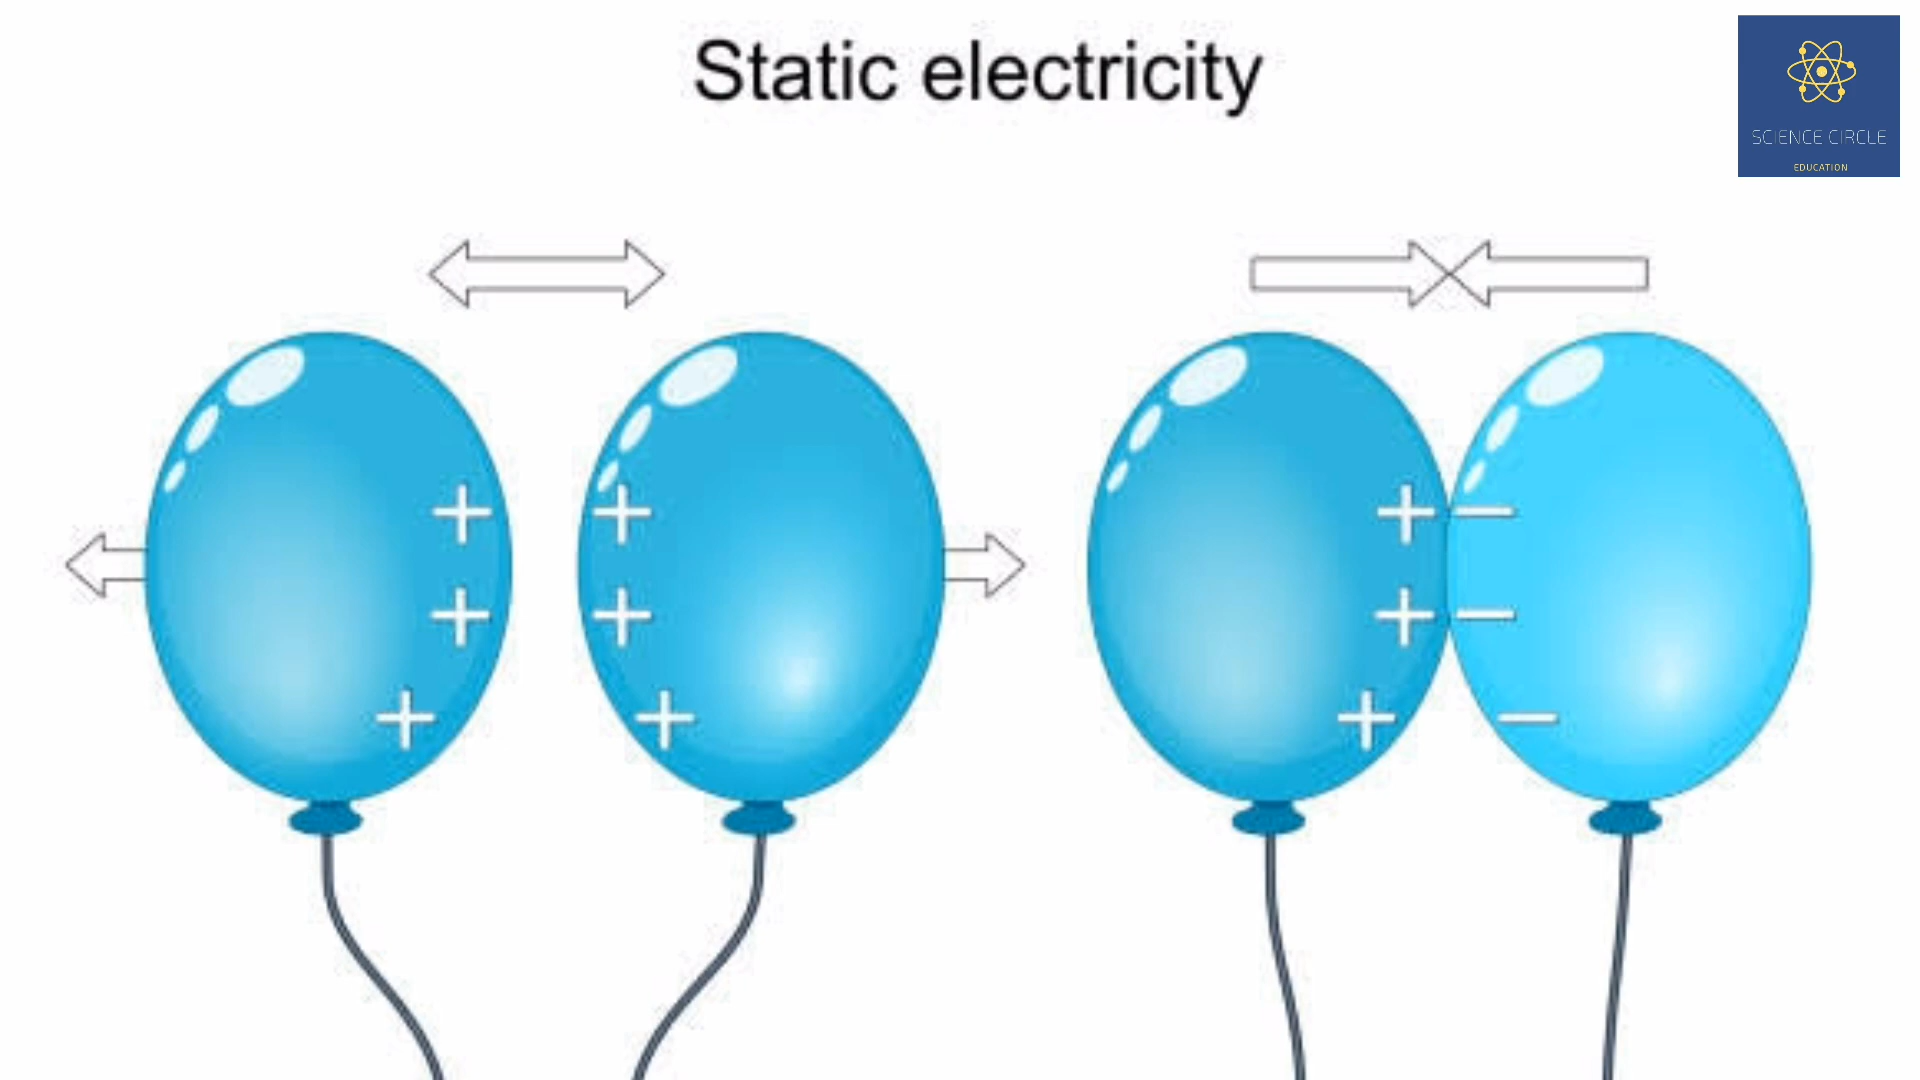 Static electricity
SCIENCE CIRCLE
EDUCATION
+ +
+ +
+ +
+ −
+ −
+ −